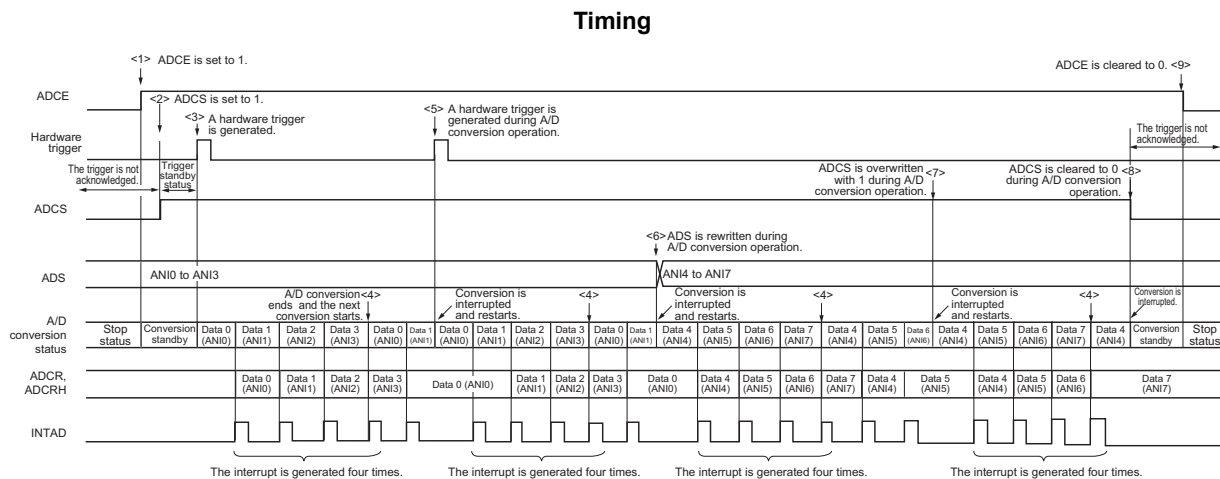 Timing
<1> ADCE is set to 1.
ADCE is cleared to 0. <9>
ADCE
<2> ADCS is set to 1.
<3> A hardware trigger
is generated.
<5> A hardware trigger is
generated during A/D
conversion operation.
Hardware
trigger
The trigger is not
acknowledged.
The trigger is not
acknowledged.
Trigger
standby
status
ADCS is overwritten
with 1 during A/D <7>
conversion operation.
ADCS is cleared to 0 <8>
during A/D conversion
operation.
ADCS
<6> ADS is rewritten during
A/D conversion operation.
ADS
ANI0 to ANI3
ANI4 to ANI7
A/D conversion <4>
ends and the next
conversion starts.
Conversion is
interrupted
and restarts.
<4>
Conversion is
interrupted
and restarts.
<4>
Conversion is
interrupted
and restarts.
<4>
Conversion is
interrupted.
A/D
conversion
status
Stop
status
Conversion
standby
Data 0
(ANI0)
Data 1
(ANI1)
Data 2
(ANI2)
Data 3
(ANI3)
Data 0
(ANI0)
Data 1
(ANI1)
Data 0
(ANI0)
Data 1
(ANI1)
Data 2
(ANI2)
Data 3
(ANI3)
Data 0
(ANI0)
Data 1
(ANI1)
Data 4
(ANI4)
Data 5
(ANI5)
Data 6
(ANI6)
Data 7
(ANI7)
Data 4
(ANI4)
Data 5
(ANI5)
Data 6
(ANI6)
Data 4
(ANI4)
Data 5
(ANI5)
Data 6
(ANI6)
Data 7
(ANI7)
Data 4
(ANI4)
Conversion
standby
Stop
status
ADCR,
ADCRH
Data 0
(ANI0)
Data 1
(ANI1)
Data 2
(ANI2)
Data 3
(ANI3)
Data 0 (ANI0)
Data 1
(ANI1)
Data 2
(ANI2)
Data 3
(ANI3)
Data 0
(ANI0)
Data 4
(ANI4)
Data 5
(ANI5)
Data 6
(ANI6)
Data 7
(ANI7)
Data 4
(ANI4)
Data 5
(ANI5)
Data 4
(ANI4)
Data 5
(ANI5)
Data 6
(ANI6)
Data 7
(ANI7)
INTAD
The interrupt is generated four times.
The interrupt is generated four times.
The interrupt is generated four times.
The interrupt is generated four times.